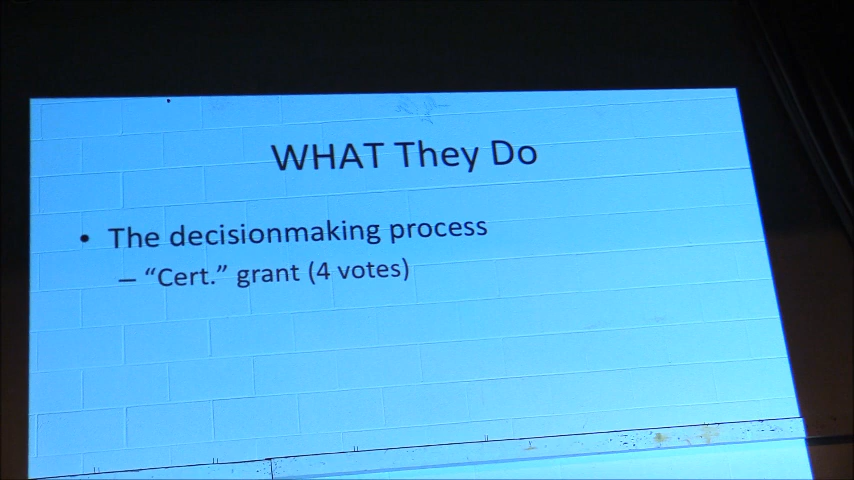 WHAT They Do
• The decisionmaking process
– “Cert.” grant (4 votes)